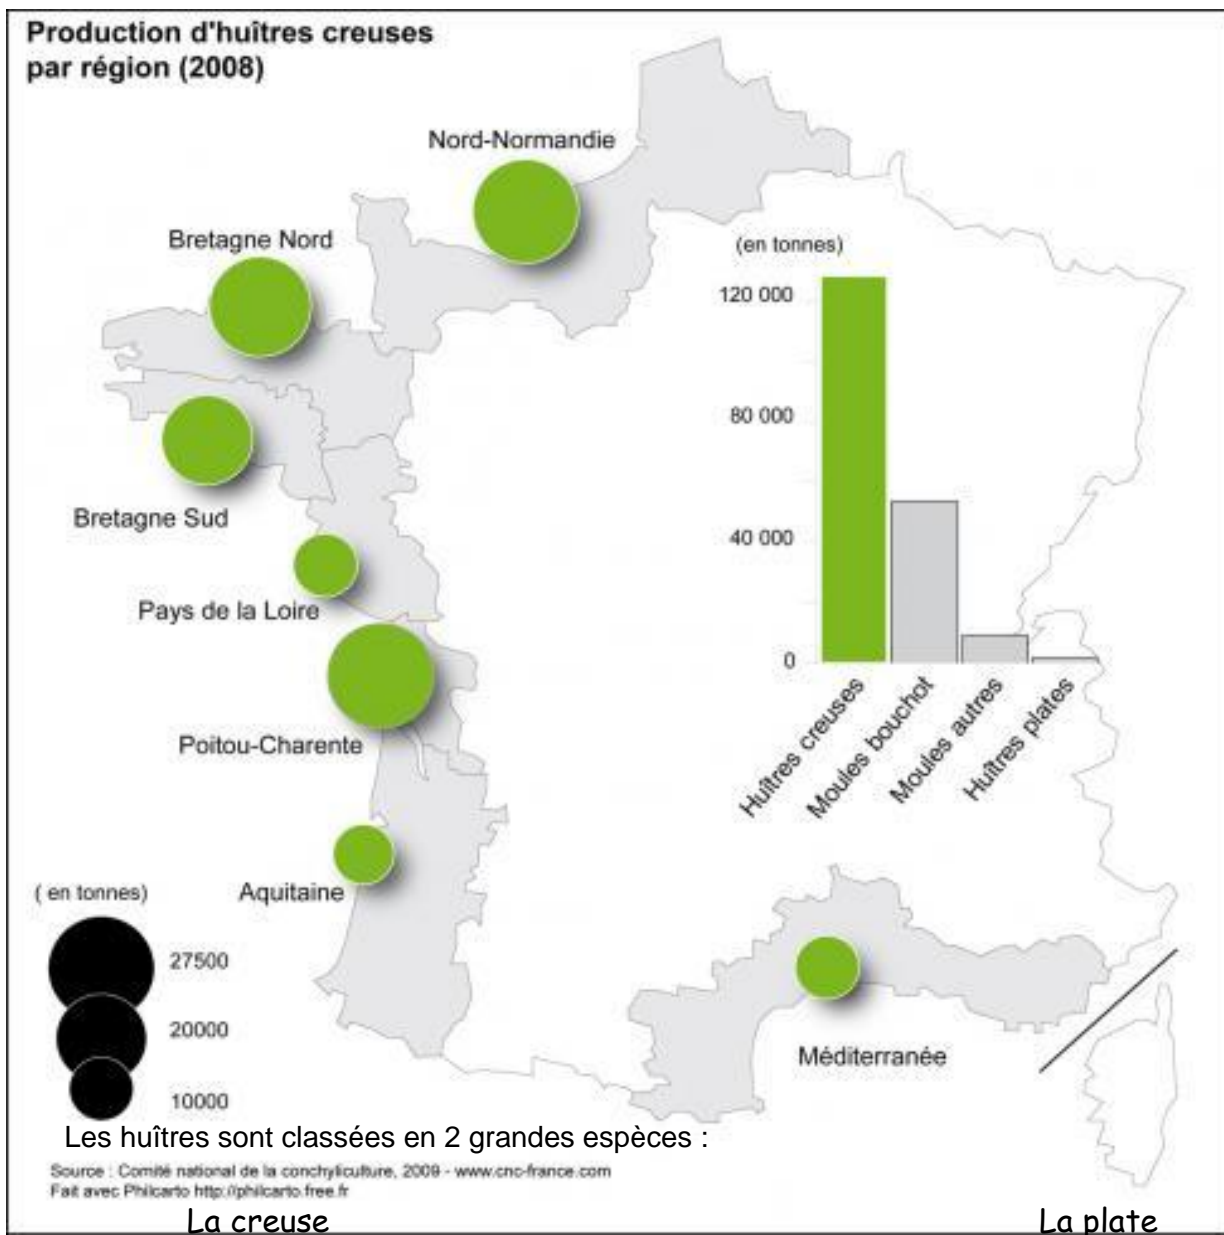 Production d'huîtres creuses
par région (2008)
Nord-Normandie
Bretagne Nord
(en tonnes)
120 000
80 000
40 000
0
Huîtres creuses
Moules bouchot
Moules autres
Huîtres plates
Bretagne Sud
Pays de la Loire
Poitou-Charente
Aquitaine
( en tonnes)
27500
20000
10000
Méditerranée
Les huîtres sont classées en 2 grandes espèces :
Source : Comité national de la conchyliculture, 2009 - www.cnc-france.com
Fait avec Philcarto http://philcarto.free.fr
La creuse
La plate